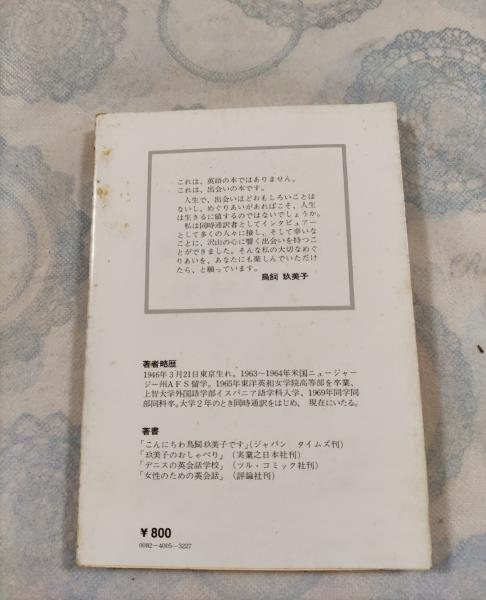 これは、英語の本ではありません。
これは、出会いの本です。
人生で、出会いはどおもしろいことは
ないし、めぐりあいがあればこそ、人生
は生きるに値するのではないでしょうか。
私は同時通訳者としてインタビュアー
として多くの人々に接し、そして幸いな
ことに、沢山の心に響く出会いを持つこ
とができました。そんな私の大切なめぐ
りあいを、あなたにも楽しんでいただけ
たら、と願っています。
鳥飼 玖美子
著者略歴
1946年3月21日東京生れ。1963〜1964年米国ニュージャー
ジー州AFS留学。1965年東洋英和女学院高等部を卒業、
上智大学外国語学部イスパニア語学科入学、1969年同学同
部同科卒。大学2年のとき同時通訳をはじめ、現在にいたる。
著書
「こんにちわ鳥飼玖美子です」(ジャパン タイムズ刊)
「玖美子のおしゃべり」(実業之日本社刊)
「デニスの英会話学校」(ツル・コミック社刊)
「女性のための英会話」(評論社刊)
¥800
0082-4005-3227